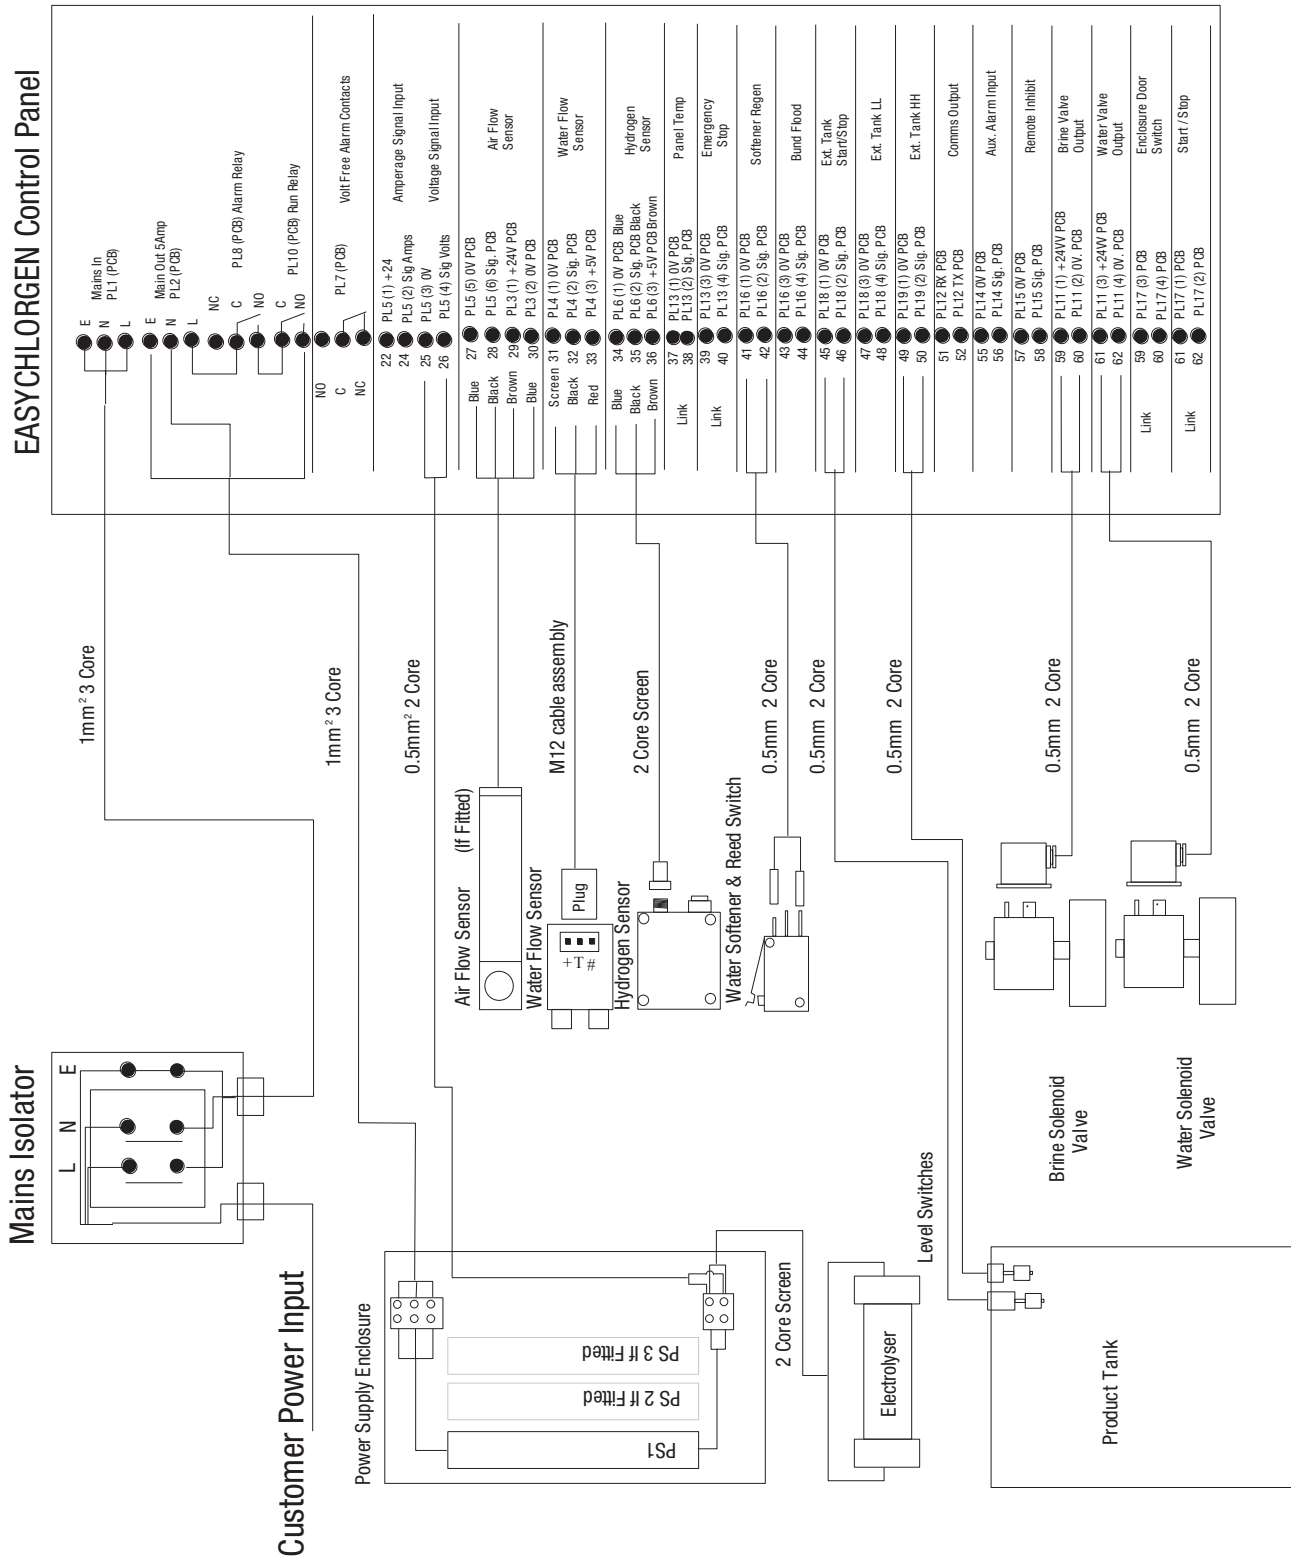 EASYCHLORGEN Control Panel
Mains In
PL1 (PCB)
E
N
L
Main Out 5Amp
PL2 (PCB)
E
N
L
NC
C
NO
PL8 (PCB) Alarm Relay
C
NO
PL10 (PCB) Run Relay
NO
C
NC
PL7 (PCB)
Volt Free Alarm Contacts
22 PL5 (1) +24
24 PL5 (2) Sig Amps
Amperage Signal Input
25 PL5 (3) 0V
26 PL5 (4) Sig Volts
Voltage Signal Input
Blue 27 PL5 (5) 0V PCB
Black 28 PL5 (6) Sig. PCB
Brown 29 PL3 (1) +24V PCB
Blue 30 PL3 (2) 0V PCB
Air Flow
Sensor
Screen 31 PL4 (1) 0V PCB
Black 32 PL4 (2) Sig. PCB
Red 33 PL4 (3) +5V PCB
Water Flow
Sensor
Blue 34 PL6 (1) 0V PCB Blue
Black 35 PL6 (2) Sig. PCB Black
Brown 36 PL6 (3) +5V PCB Brown
Hydrogen
Sensor
Link
37 PL13 (1) 0V PCB
38 PL13 (2) Sig. PCB
Panel Temp
Link
39 PL13 (3) 0V PCB
40 PL13 (4) Sig. PCB
Emergency
Stop
41 PL16 (1) 0V PCB
42 PL16 (2) Sig. PCB
Softener Regen
43 PL16 (3) 0V PCB
44 PL16 (4) Sig. PCB
Bund Flood
45 PL18 (1) 0V PCB
46 PL18 (2) Sig. PCB
Ext. Tank
Start/Stop
47 PL18 (3) 0V PCB
48 PL18 (4) Sig. PCB
Ext. Tank LL
49 PL19 (1) 0V PCB
50 PL19 (2) Sig. PCB
Ext. Tank HH
51 PL12 RX PCB
52 PL12 TX PCB
Comms Output
55 PL14 0V PCB
56 PL14 Sig. PCB
Aux. Alarm Input
57 PL15 0V PCB
58 PL15 Sig. PCB
Remote Inhibit
59 PL11 (1) +24VV PCB
60 PL11 (2) 0V. PCB
Brine Valve
Output
61 PL11 (3) +24VV PCB
62 PL11 (4) 0V. PCB
Water Valve
Output
Link
59 PL17 (3) PCB
60 PL17 (4) PCB
Enclosure Door
Switch
Link
61 PL17 (1) PCB
62 PL17 (2) PCB
Start / Stop
1mm² 3 Core
1mm² 3 Core
0.5mm² 2 Core
M12 cable assembly
2 Core Screen
0.5mm 2 Core
0.5mm 2 Core
0.5mm 2 Core
0.5mm 2 Core
0.5mm 2 Core
Air Flow Sensor (If Fitted)
Water Flow Sensor
Plug
+T#
Hydrogen Sensor
Water Softener & Reed Switch
Mains Isolator
L N E
Customer Power Input
Power Supply Enclosure
PS1
PS 2 If Fitted
PS 3 If Fitted
2 Core Screen
Electrolyser
Level Switches
Product Tank
Brine Solenoid
Valve
Water Solenoid
Valve